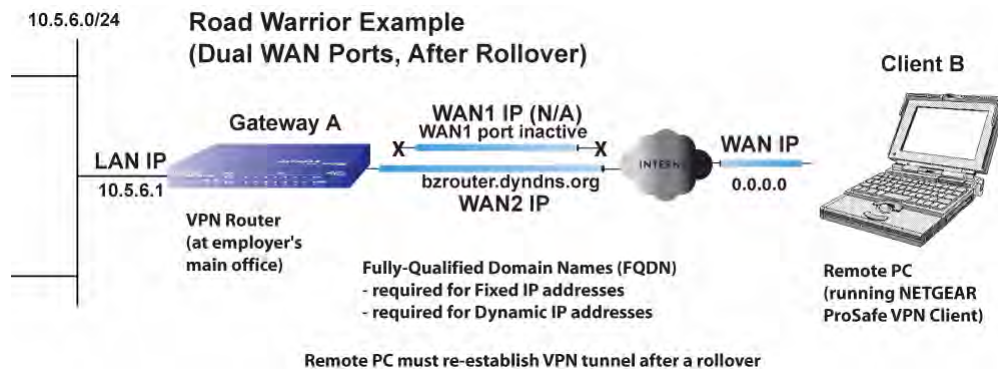 10.5.6.0/24
Road Warrior Example
(Dual WAN Ports, After Rollover)
Client B
Gateway A
WAN1 IP (N/A)
WAN1 port inactive
X
X
LAN IP
10.5.6.1
INTERN
WAN IP
0.0.0.0
bzrouter.dyndns.org
WAN2 IP
VPN Router
(at employer's
main office)
Fully-Qualified Domain Names (FQDN)
- required for Fixed IP addresses
- required for Dynamic IP addresses
Remote PC
(running NETGEAR
ProSafe VPN Client)
Remote PC must re-establish VPN tunnel after a rollover